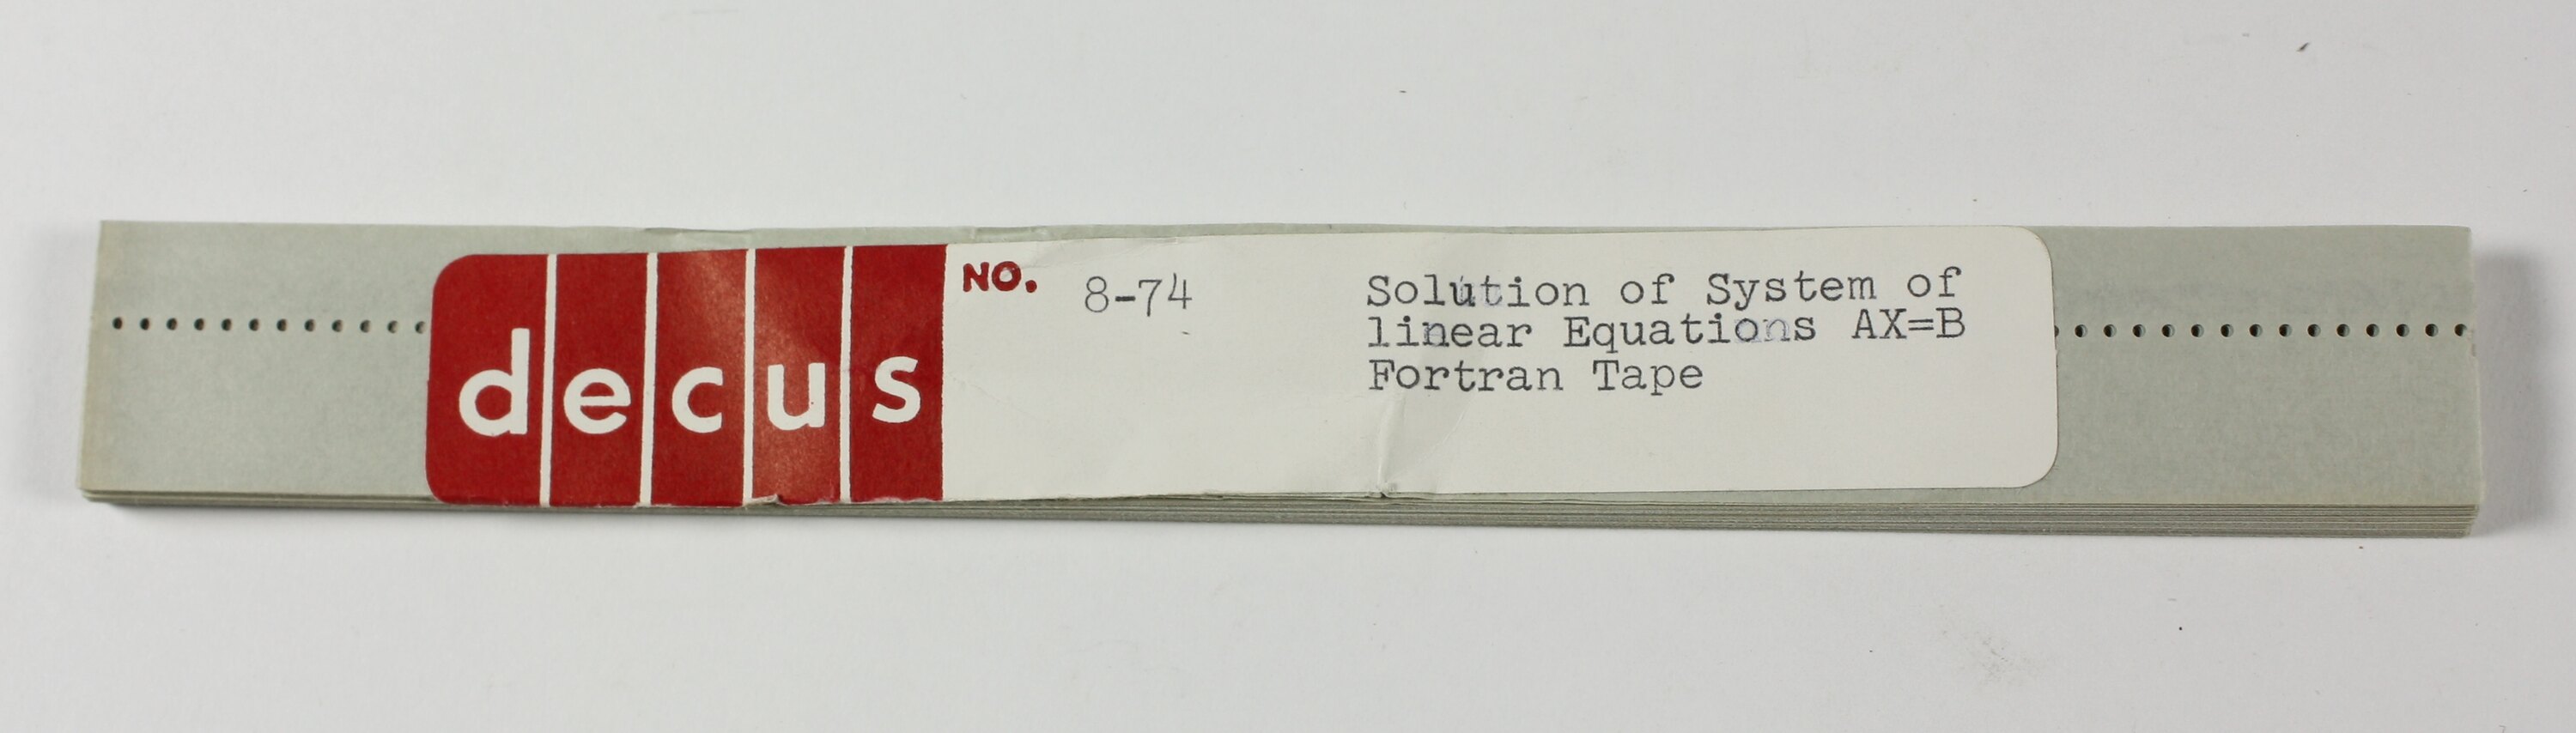 decus
NO. 8-74
Solution of System of
linear Equations AX=B
Fortran Tape